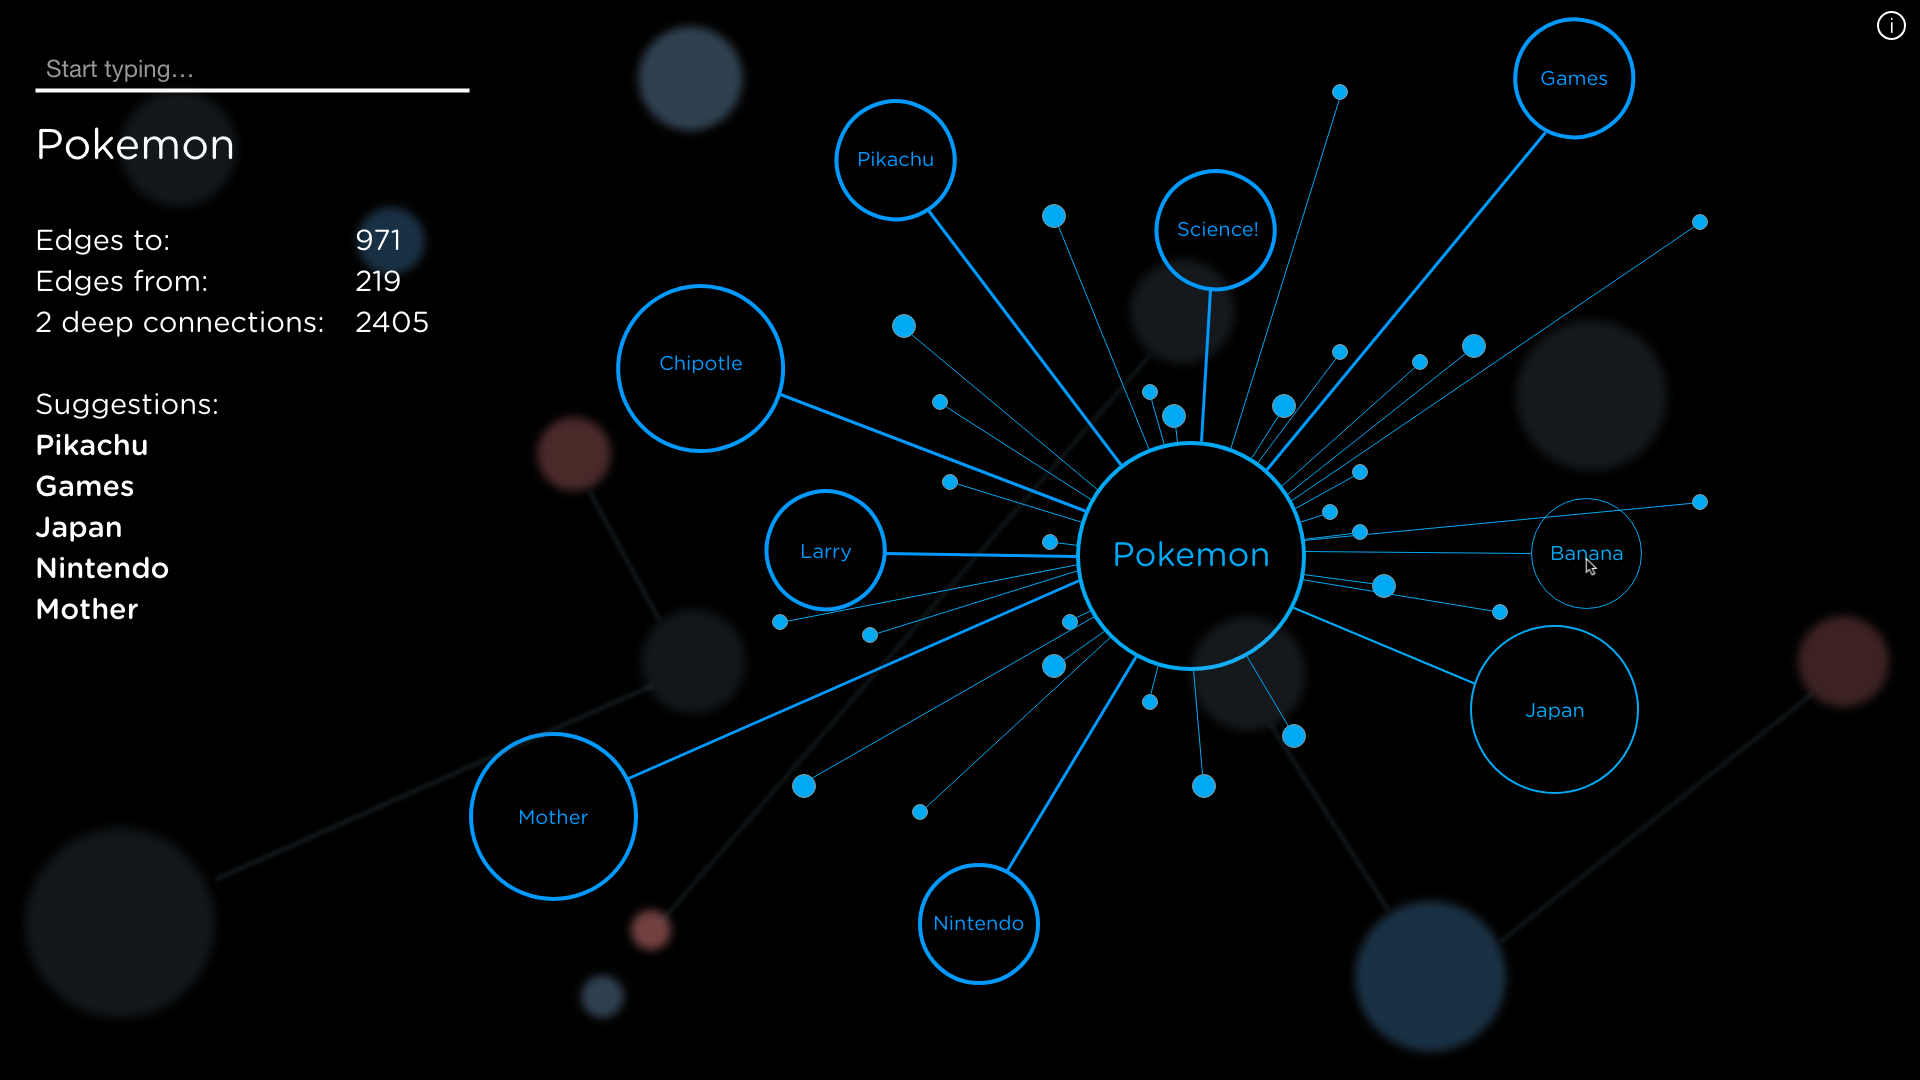 Start typing...
Pokemon
Edges to: 971
Edges from: 219
2 deep connections: 2405
Suggestions:
Pikachu
Games
Japan
Nintendo
Mother
Games
Pikachu
Science!
Chipotle
Larry
Pokemon
Banana
Japan
Mother
Nintendo
i